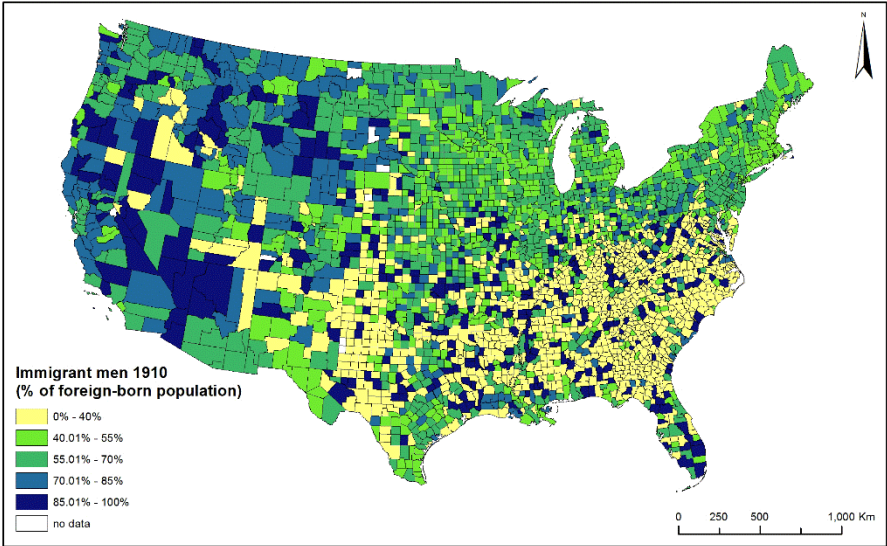 N
Immigrant men 1910
(% of foreign-born population)
0% - 40%
40.01% - 55%
55.01% - 70%
70.01% - 85%
85.01% - 100%
no data
0 250 500 1,000 Km